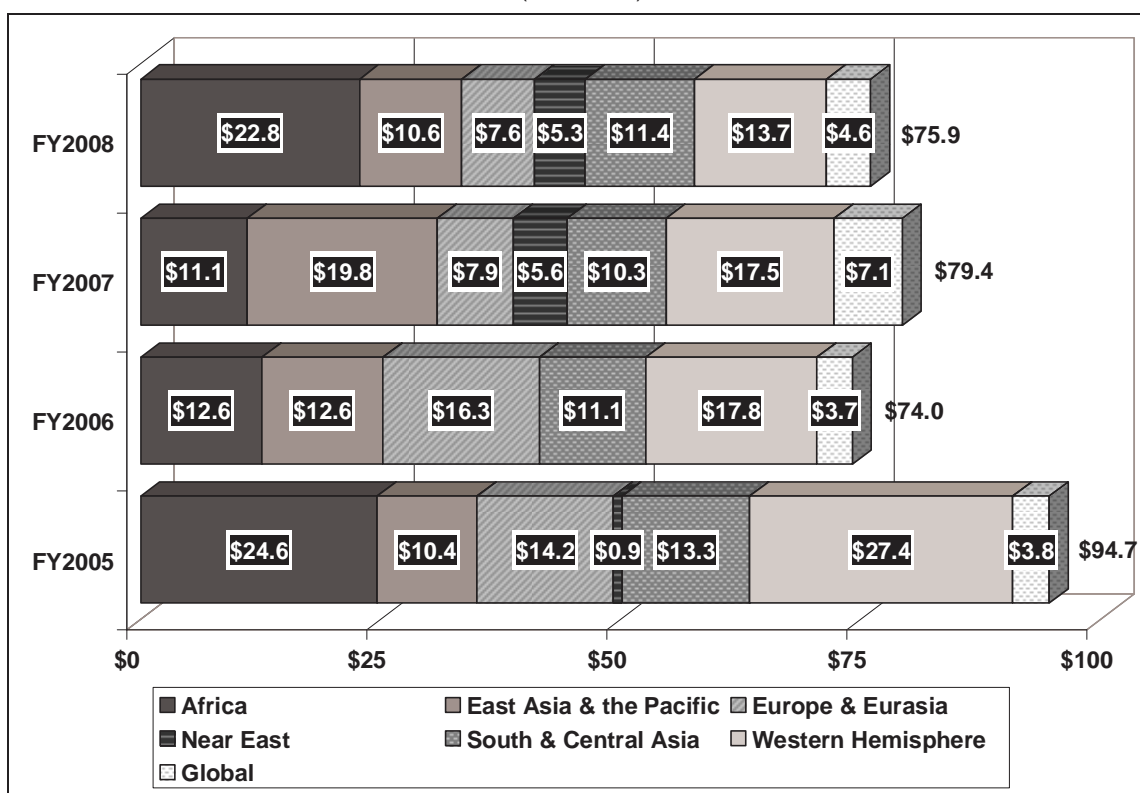 FY2008 $22.8 $10.6 $7.6 $5.3 $11.4 $13.7 $4.6 $75.9
FY2007 $11.1 $19.8 $7.9 $5.6 $10.3 $17.5 $7.1 $79.4
FY2006 $12.6 $12.6 $16.3 $11.1 $17.8 $3.7 $74.0
FY2005 $24.6 $10.4 $14.2 $0.9 $13.3 $27.4 $3.8 $94.7
$0 $25 $50 $75 $100
Africa East Asia & the Pacific Europe & Eurasia
Near East South & Central Asia Western Hemisphere
Global